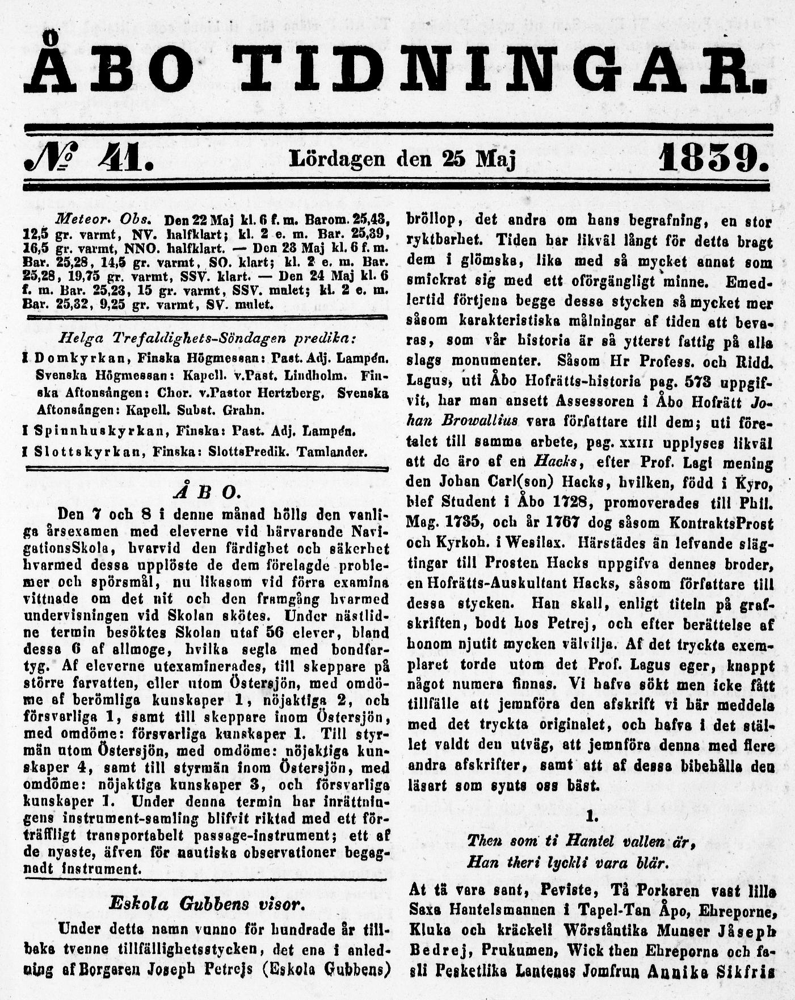 ÅBO TIDNINGAR.
№ 41.
Lördagen den 25 Maj
1839.
Meteor. Obs. Den 22 Maj kl. 6 f. m. Barom. 25,43,
12,5 gr. varmt, NV. halfklart; kl. 2 e. m. Bar. 25,39,
16,5 gr. varmt, NNO. halfklart. — Den 23 Maj kl. 6 f. m.
Bar. 25,28, 14,5 gr. varmt, SO. klart; kl. 2 e. m. Bar.
25,28, 19,75 gr. varmt, SSV. klart. — Den 24 Maj kl. 6
f. m. Bar. 25,23, 15 gr. varmt, SSV. mulet; kl. 2 e. m.
Bar. 25,32, 9,25 gr. varmt, SV. mulet.
Helga Trefaldighets-Söndagen predika:
I Domkyrkan, Finska Högmessan: Past. Adj. Lampén.
Svenska Högmessan: Kapell. v.Past. Lindholm. Fin-
ska Aftonsången: Chor. v.Pastor Hertzberg. Svenska
Aftonsången: Kapell. Subst. Grahn.
I Spinnhuskyrkan, Finska: Past. Adj. Lampén.
I Slottskyrkan, Finska: SlottsPredik. Tamlander.
ÅBO.
Den 7 och 8 i denne månad hölls den vanli-
ga årsexamen med eleverne vid härvarande Navi-
gationsSkola, hvarvid den färdighet och säkerhet
hvarmed dessa upplöste de dem förelagde proble-
mer och spörsmål, nu likasom vid förra examina
vittnade om det nit och den framgång hvarmed
undervisningen vid Skolan skötes. Under nästlid-
ne termin besöktes Skolan utaf 56 elever, bland
dessa 6 af allmoge, hvilka segla med bondfar-
tyg. Af eleverne utexaminerades, till skeppare på
större farvatten, eller utom Östersjön, med omdö-
me af berömliga kunskaper 1, nöjaktiga 2, och
försvarliga 1, samt till skeppare inom Östersjön,
med omdöme: försvarliga kunskaper 1. Till styr-
män utom Östersjön, med omdöme: nöjaktiga kun-
skaper 4, samt till styrmän inom Östersjön, med
omdöme: nöjaktiga kunskaper 3, och försvarliga
kunskaper 1. Under denna termin har inrättnin-
gens instrument-samling blifvit riktad med ett för-
träffligt transportabelt passage-instrument; ett af
de nyaste, äfven för nautiska observationer begag-
nadt instrument.
Eskola Gubbens visor.
Under detta namn vunno för hundrade år till-
baka tvenne tillfällighetsstycken, det ena i anled-
ning af Borgaren Joseph Petrejs (Eskola Gubbens)
bröllop, det andra om hans begrafning, en stor
ryktbarhet. Tiden har likväl långt för detta bragt
dem i glömska, lika med så mycket annat som
smickrat sig med ett oförgängligt minne. Emed-
lertid förtjena begge dessa stycken så mycket mer
såsom karakteristiska målningar af tiden att beva-
ras, som vår historia är så ytterst fattig på alla
slags monumenter. Såsom Hr Profess. och Ridd.
Lagus, uti Åbo Hofrätts-historia pag. 573 uppgif-
vit, har man ansett Assessoren i Åbo Hofrätt Jo-
han Browallius vara författare till dem; uti före-
talet till samma arbete, pag. XXIII upplyses likväl
att de äro af en Hacks, efter Prof. Lagi mening
den Johan Carl(son) Hacks, hvilken, född i Kyro,
blef Student i Åbo 1728, promoverades till Phil.
Mag. 1735, och år 1767 dog såsom KontraktsProst
och Kyrkoh. i Wesilax. Härstädes än lefvande släg-
tingar till Prosten Hacks uppgifva dennes broder,
en Hofrätts-Auskultant Hacks, såsom författare till
dessa stycken. Han skall, enligt titeln på graf-
skriften, bodt hos Petrej, och efter berättelse af
honom njutit mycken välvilja. Af det tryckta exem-
plaret torde utom det Prof. Lagus eger, knappt
något numera finnas. Vi hafva sökt men icke fått
tillfälle att jemnföra den afskrift vi här meddela
med det tryckta originalet, och hafva i det stäl-
let valdt den utväg, att jemnföra denna med flere
andra afskrifter, samt att af dessa bibehålla den
läsart som synts oss bäst.
1.
Then som ti Hantel vallen är,
Han theri lyckli vara blär.
At tä vara sant, Peviste, Tå Porkaren vast lilla
Saxa Hantelsmannen i Tapel-Tan Åpo, Ehreporne,
Kluka och kräckeli Wörståntika Munser Jåseph
Bedrej, Prukumen, Wick then Ehreporna och fa-
sli Pesketlika Lantenas Jomfrun Annika Sikfris